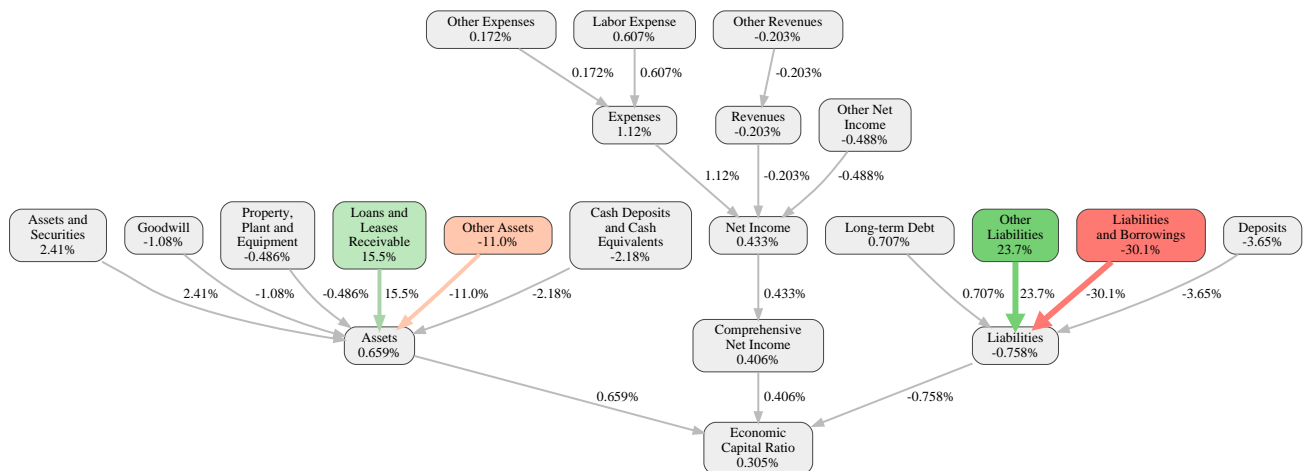 Other Expenses
0.172%
Labor Expense
0.607%
Other Revenues
-0.203%
0.172%
0.607%
-0.203%
Expenses
1.12%
Revenues
-0.203%
Other Net
Income
-0.488%
1.12%
-0.203%
-0.488%
Assets and
Securities
2.41%
Goodwill
-1.08%
Property,
Plant and
Equipment
-0.486%
Loans and
Leases
Receivable
15.5%
Other Assets
-11.0%
Cash Deposits
and Cash
Equivalents
-2.18%
Net Income
0.433%
Long-term Debt
0.707%
Other
Liabilities
23.7%
Liabilities
and Borrowings
-30.1%
Deposits
-3.65%
2.41%
-1.08%
-0.486%
15.5%
-11.0%
-2.18%
0.433%
0.707%
23.7%
-30.1%
-3.65%
Assets
0.659%
Comprehensive
Net Income
0.406%
Liabilities
-0.758%
0.659%
0.406%
-0.758%
Economic
Capital Ratio
0.305%